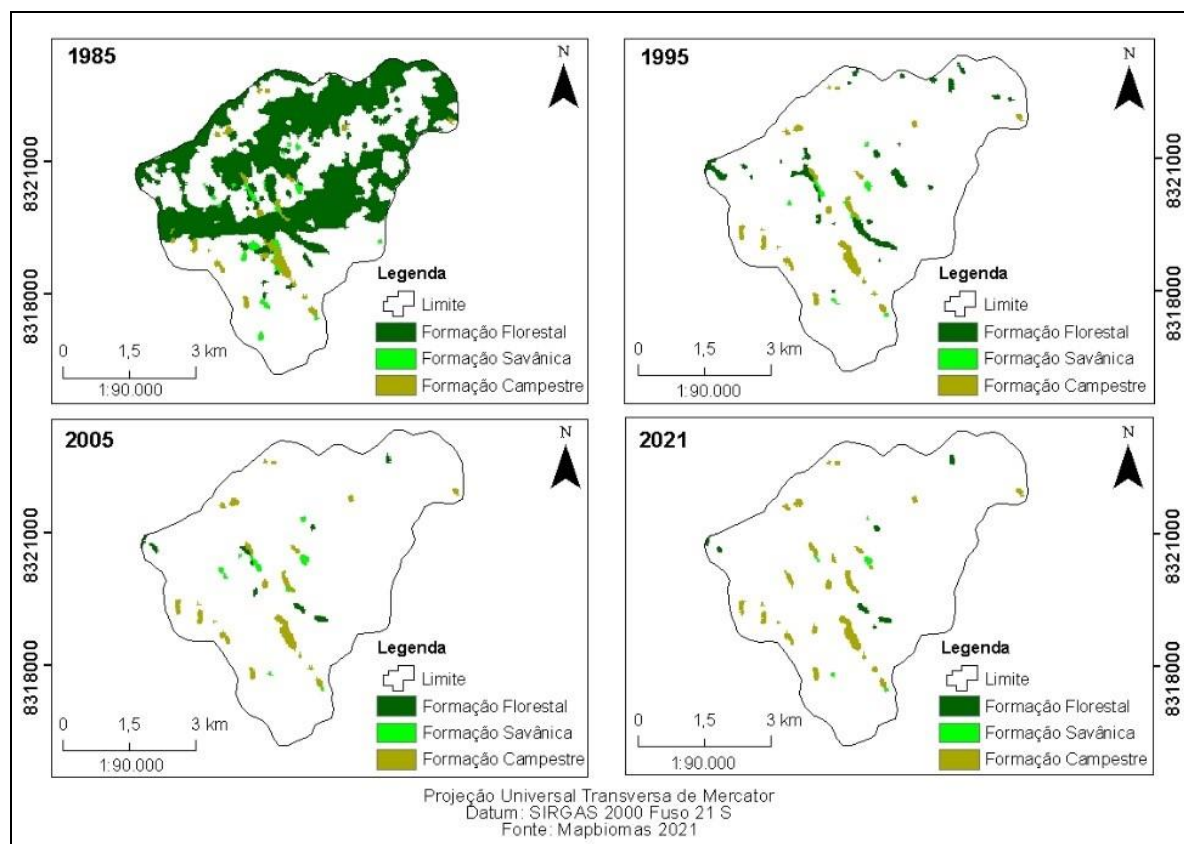 1985
N
8321000
8318000
Legenda
Limite
Formação Florestal
Formação Savânica
Formação Campestre
0 1,5 3 km
1:90.000
1995
N
8321000
8318000
Legenda
Limite
Formação Florestal
Formação Savânica
Formação Campestre
0 1,5 3 km
1:90.000
2005
N
8321000
8318000
Legenda
Limite
Formação Florestal
Formação Savânica
Formação Campestre
0 1,5 3 km
1:90.000
2021
N
8321000
8318000
Legenda
Limite
Formação Florestal
Formação Savânica
Formação Campestre
0 1,5 3 km
1:90.000
Projeção Universal Transversa de Mercator
Datum: SIRGAS 2000 Fuso 21 S
Fonte: Mapbiomas 2021